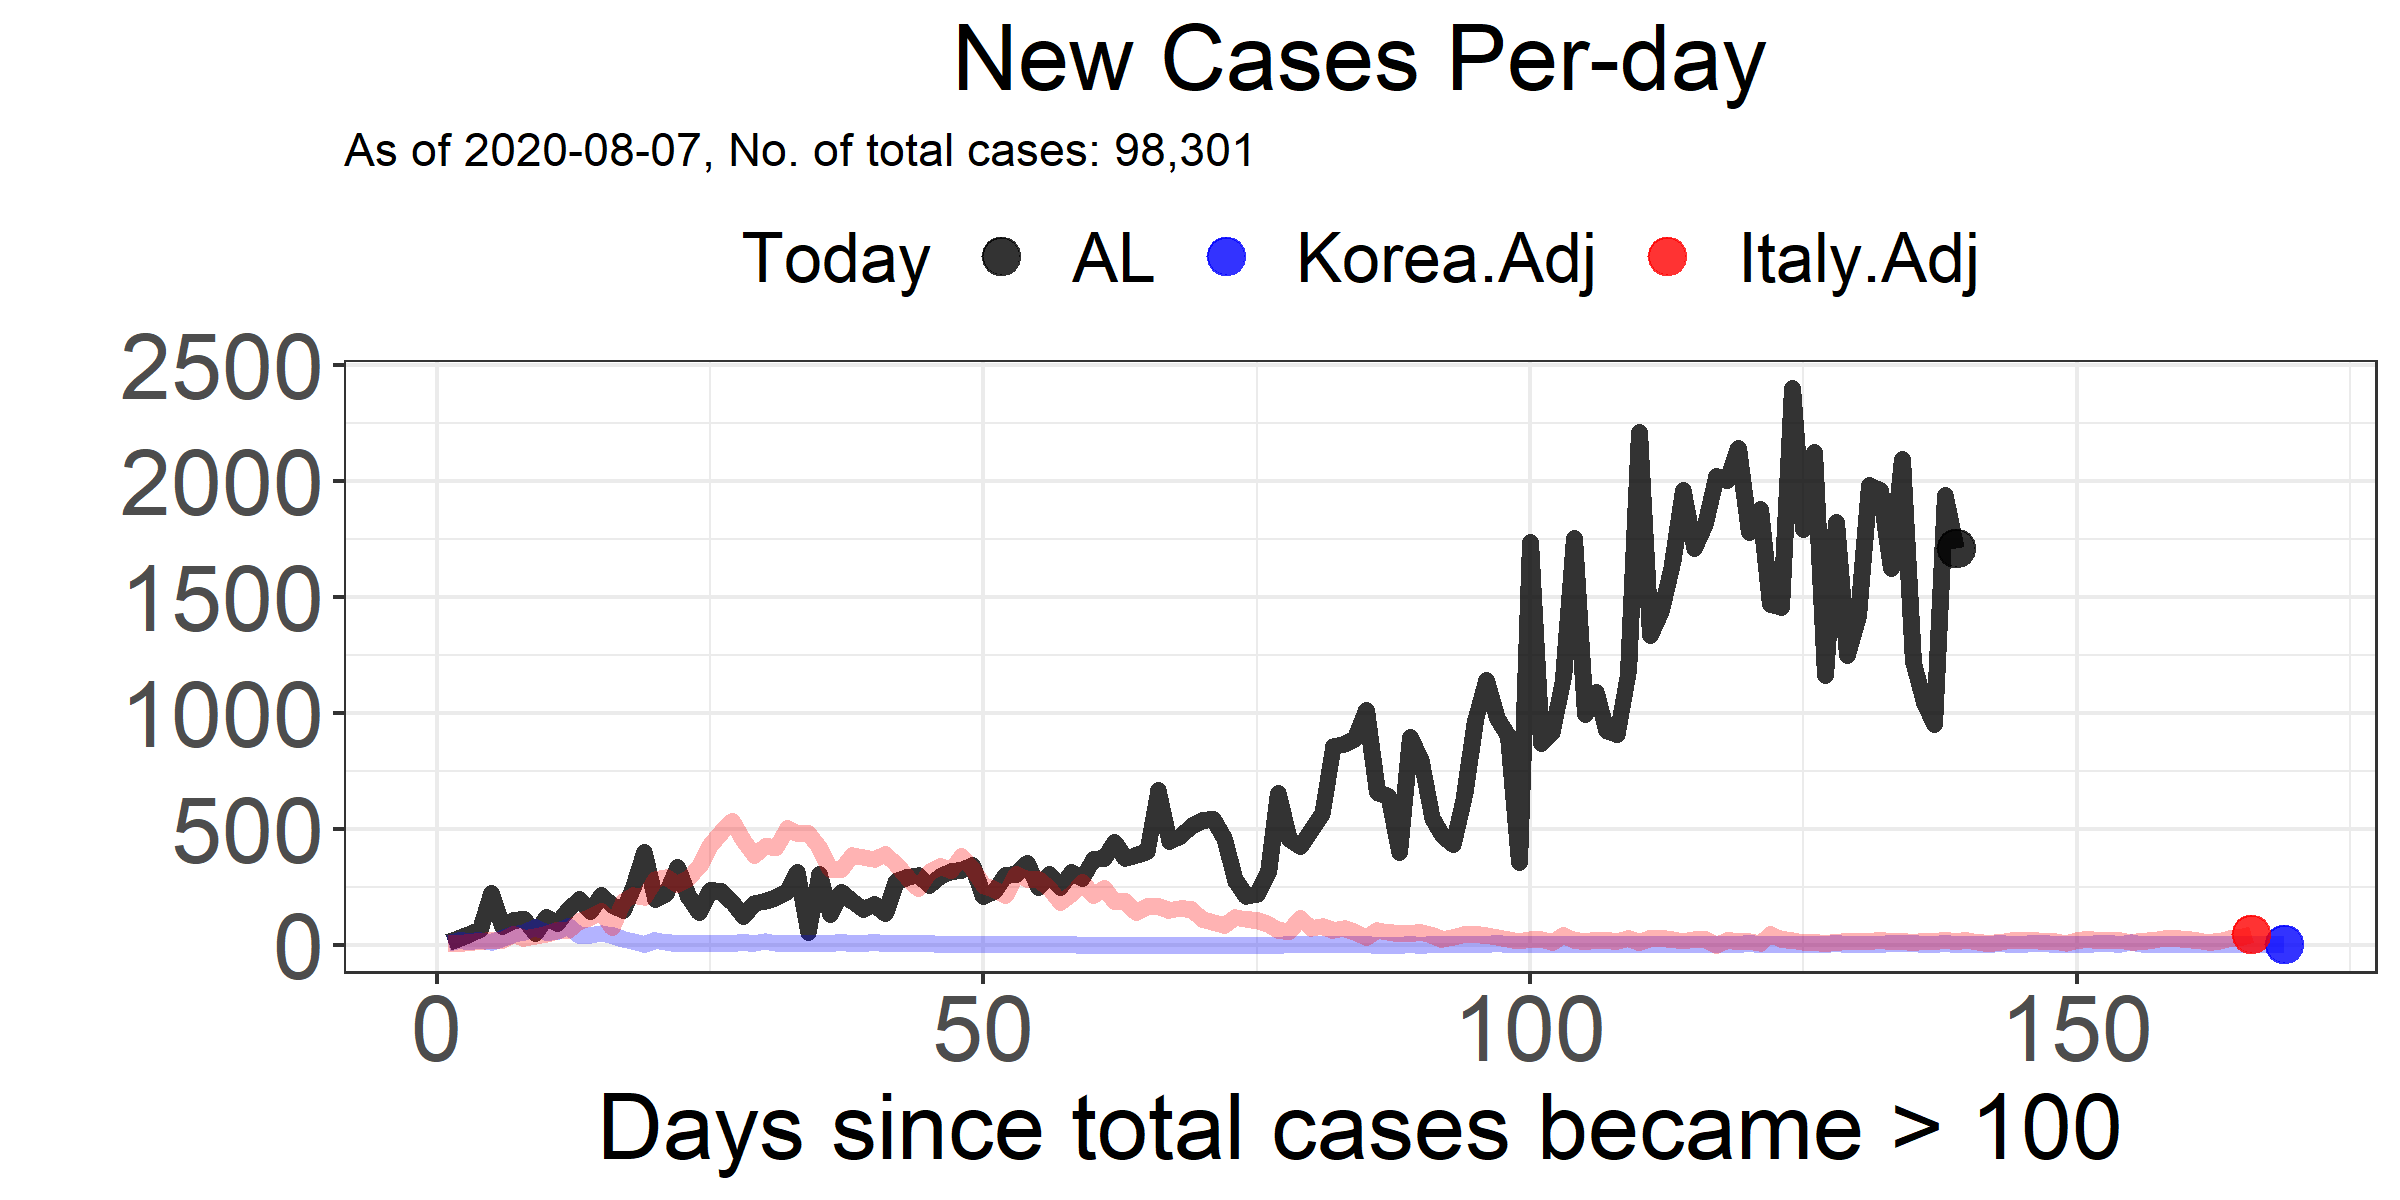 New Cases Per-day
As of 2020-08-07, No. of total cases: 98,301
Today AL Korea.Adj Italy.Adj
2500
2000
1500
1000
500
0
0 50 100 150
Days since total cases became > 100